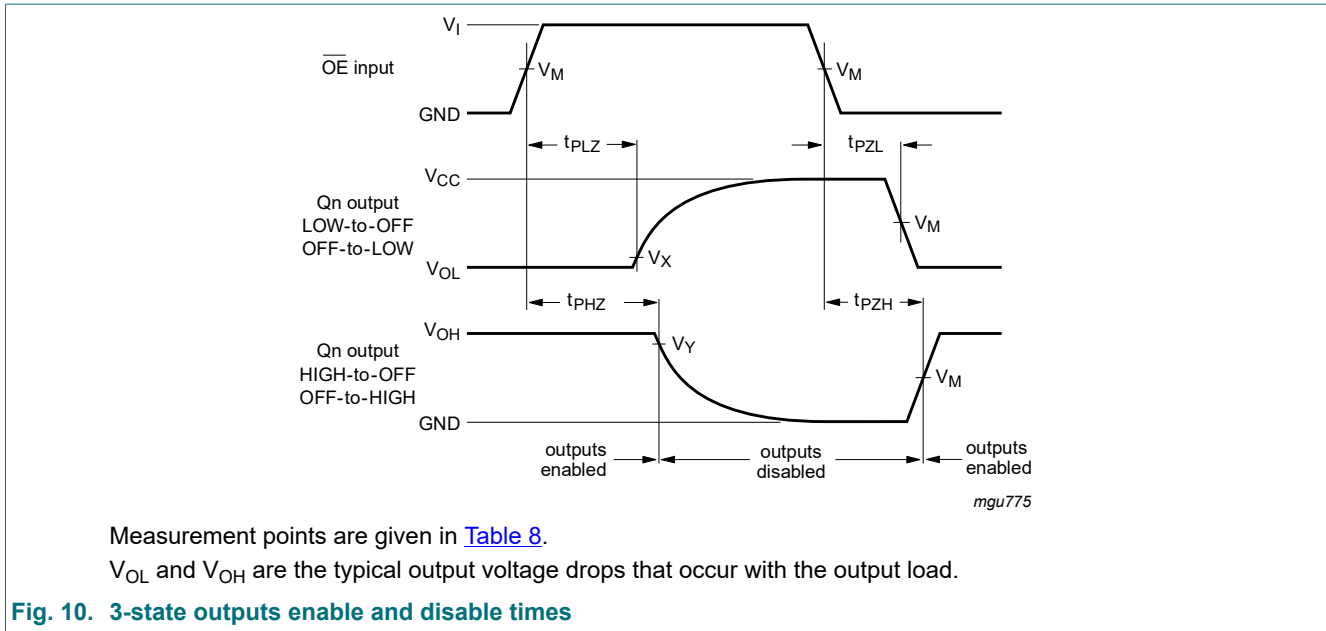 V_I
OE input
V_M
V_M
GND
t_PLZ
t_PZL
V_CC
Qn output
LOW-to-OFF
OFF-to-LOW
V_M
V_X
V_OL
t_PHZ
t_PZH
V_OH
Qn output
HIGH-to-OFF
OFF-to-HIGH
V_Y
V_M
GND
outputs
enabled
outputs
disabled
outputs
enabled
mgu775
Measurement points are given in Table 8.
V_OL and V_OH are the typical output voltage drops that occur with the output load.
Fig. 10. 3-state outputs enable and disable times